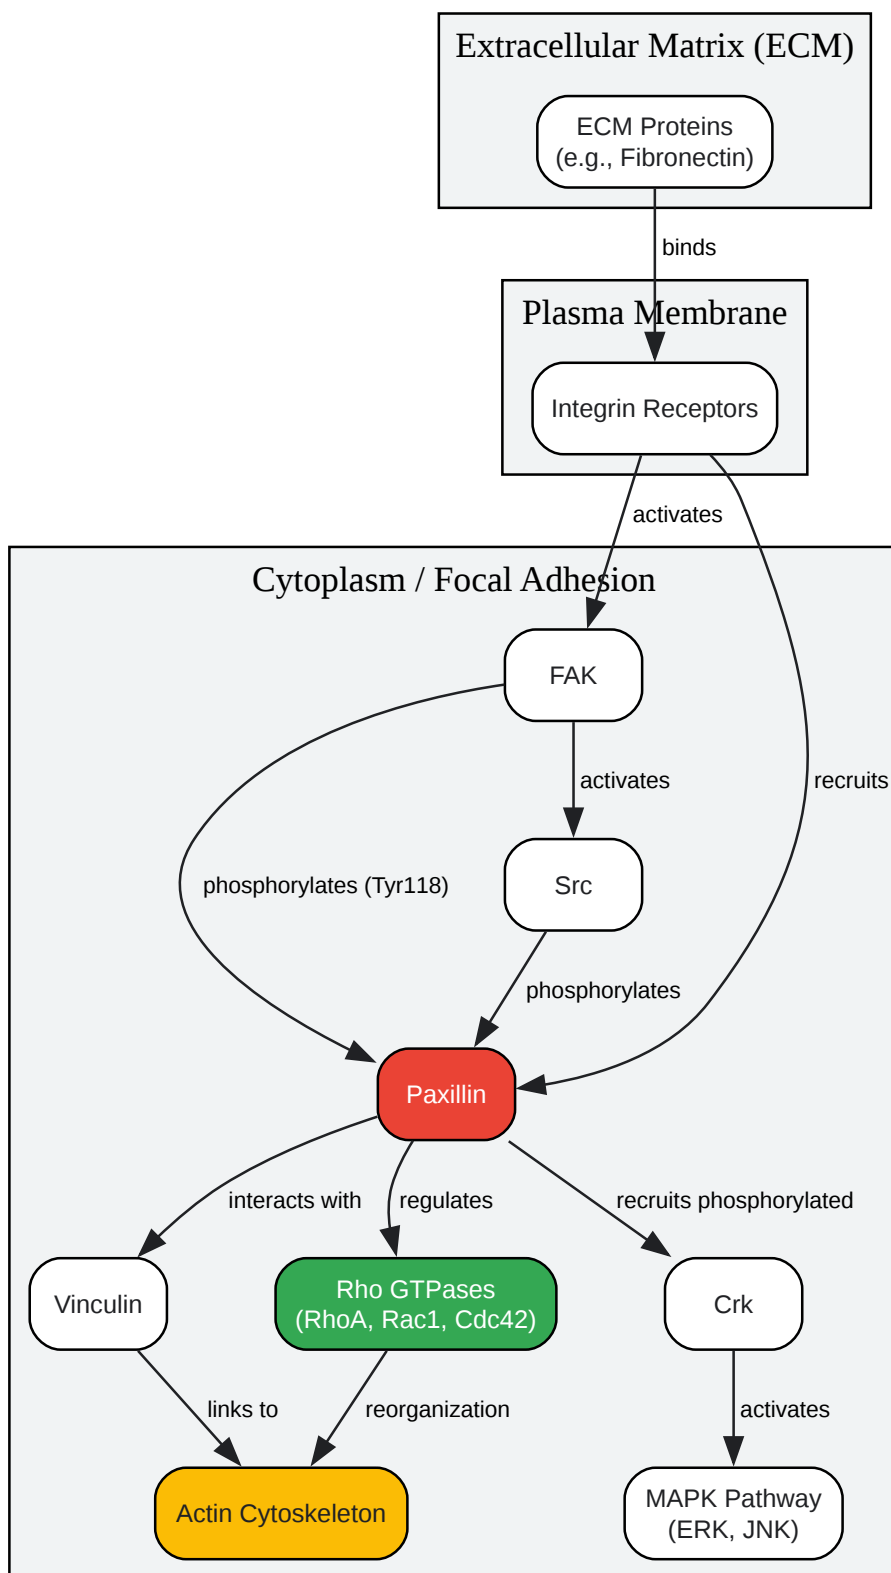 Extracellular Matrix (ECM)
ECM Proteins
(e.g., Fibronectin)
binds
Plasma Membrane
Integrin Receptors
activates
Cytoplasm / Focal Adhesion
FAK
activates
recruits
phosphorylates (Tyr118)
Src
phosphorylates
Paxillin
interacts with
regulates
recruits phosphorylated
Vinculin
Rho GTPases
(RhoA, Rac1, Cdc42)
Crk
links to
reorganization
activates
Actin Cytoskeleton
MAPK Pathway
(ERK, JNK)